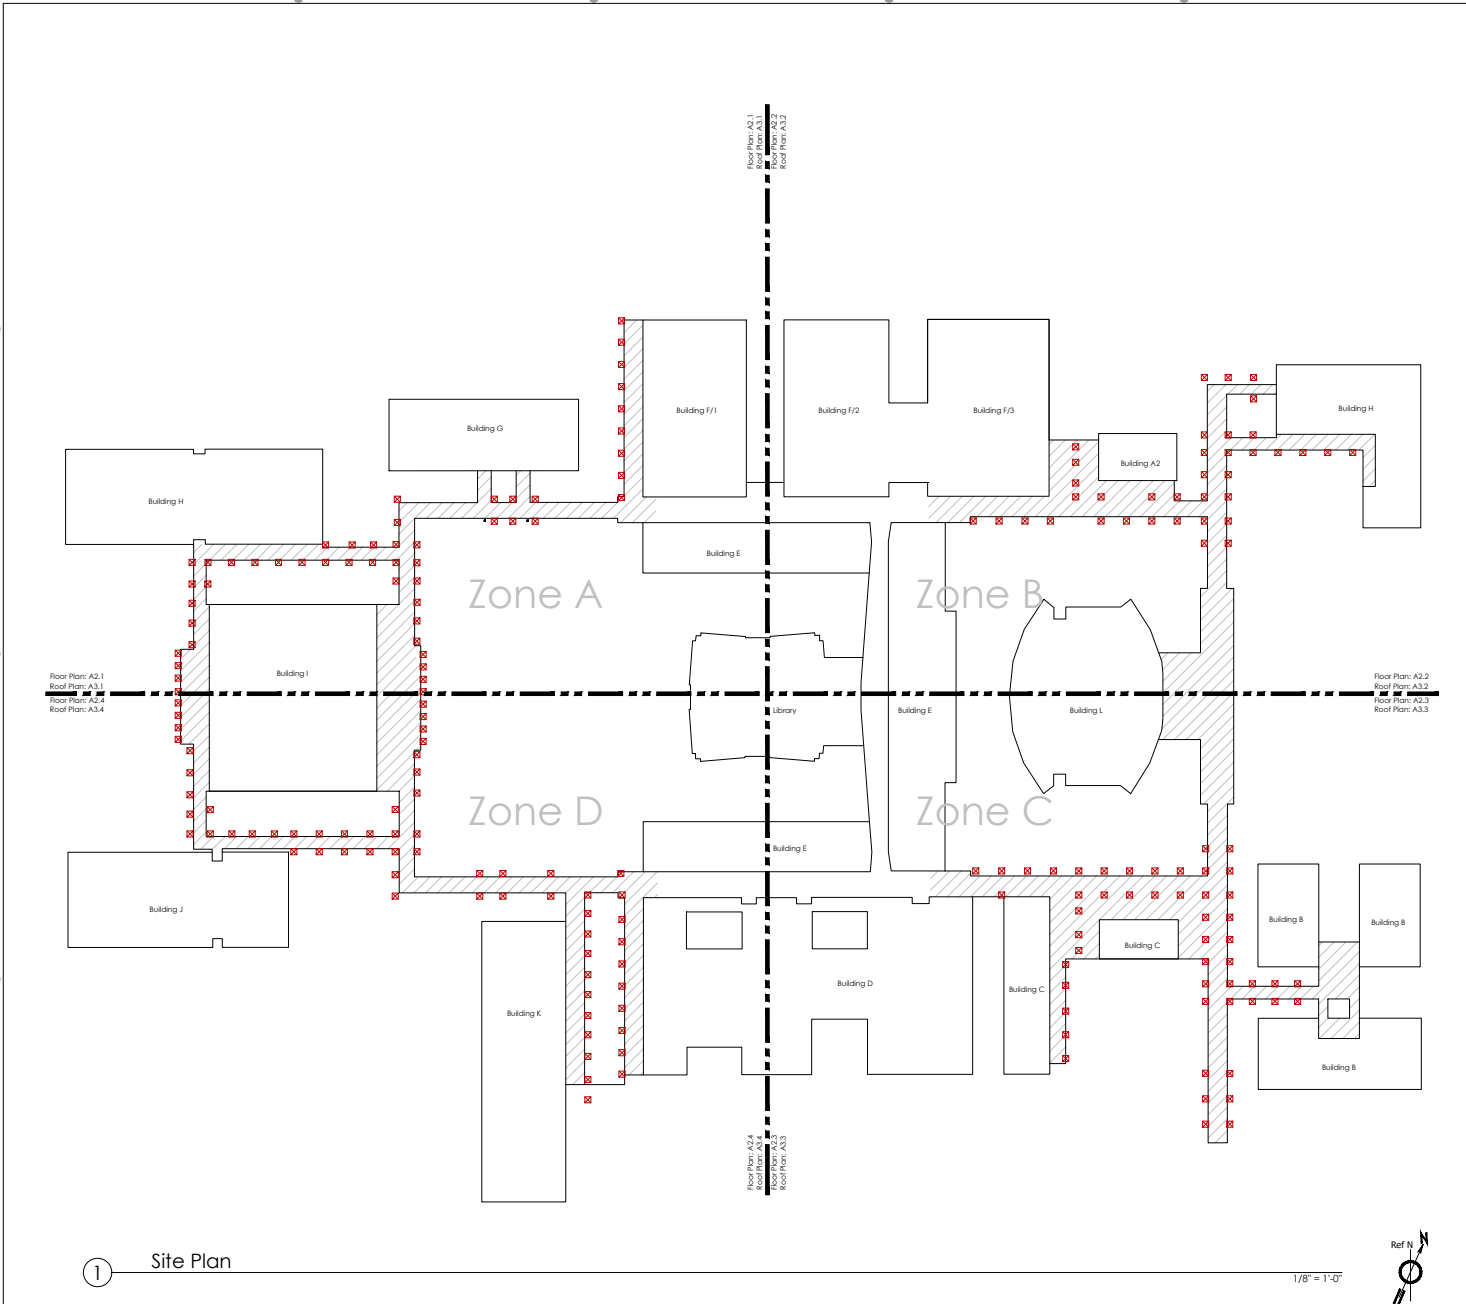 Floor Plan: A2.1
Roof Plan: A3.1
Floor Plan: A2.2
Roof Plan: A3.2
Building F/1
Building F/2
Building F/3
Building H
Building G
Building A2
Building H
Building E
Zone A
Zone B
Building I
Floor Plan: A2.1
Roof Plan: A3.1
Floor Plan: A2.4
Roof Plan: A3.4
Floor Plan: A2.2
Roof Plan: A3.2
Floor Plan: A2.3
Roof Plan: A3.3
Library
Building E
Building L
Zone D
Zone C
Building E
Building J
Building B
Building B
Building C
Building D
Building C
Building K
Building B
Floor Plan: A2.4
Roof Plan: A3.4
Floor Plan: A2.3
Roof Plan: A3.3
Ref N
N
1
Site Plan
1/8" = 1'-0"